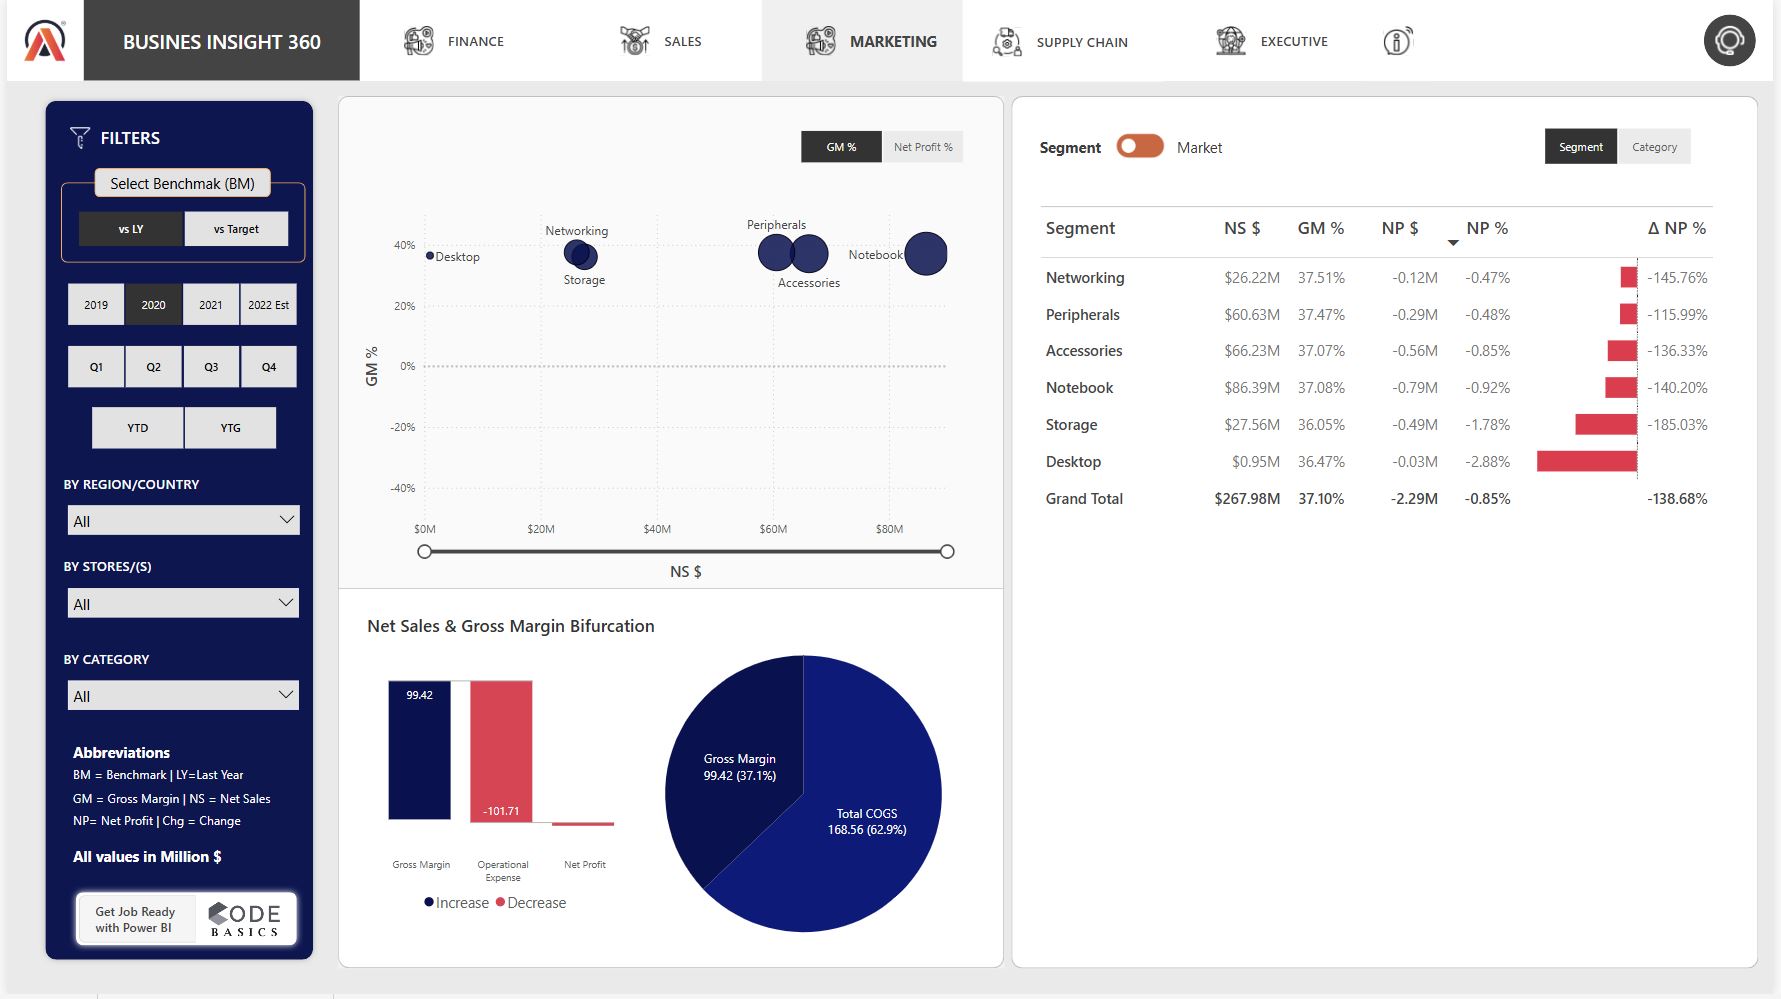 BUSINES INSIGHT 360
FINANCE
SALES
MARKETING
SUPPLY CHAIN
EXECUTIVE
FILTERS
Select Benchmak (BM)
vs LY
vs Target
2019
2020
2021
2022 Est
Q1
Q2
Q3
Q4
YTD
YTG
BY REGION/COUNTRY
All
BY STORES/(S)
All
BY CATEGORY
All
Abbreviations
BM = Benchmark | LY=Last Year
GM = Gross Margin | NS = Net Sales
NP= Net Profit | Chg = Change
All values in Million $
Get Job Ready
with Power BI
CODE
BASICS
GM %
Net Profit %
GM %
40%
20%
0%
-20%
-40%
Desktop
Networking
Storage
Peripherals
Accessories
Notebook
$0M
$20M
$40M
$60M
$80M
NS $
Net Sales & Gross Margin Bifurcation
99.42
-101.71
Gross Margin
Operational
Expense
Net Profit
Increase
Decrease
Gross Margin
99.42 (37.1%)
Total COGS
168.56 (62.9%)
Segment
Market
Segment
Category
Segment NS $ GM % NP $ NP % Δ NP %
Networking $26.22M 37.51% -0.12M -0.47% -145.76%
Peripherals $60.63M 37.47% -0.29M -0.48% -115.99%
Accessories $66.23M 37.07% -0.56M -0.85% -136.33%
Notebook $86.39M 37.08% -0.79M -0.92% -140.20%
Storage $27.56M 36.05% -0.49M -1.78% -185.03%
Desktop $0.95M 36.47% -0.03M -2.88%
Grand Total $267.98M 37.10% -2.29M -0.85% -138.68%